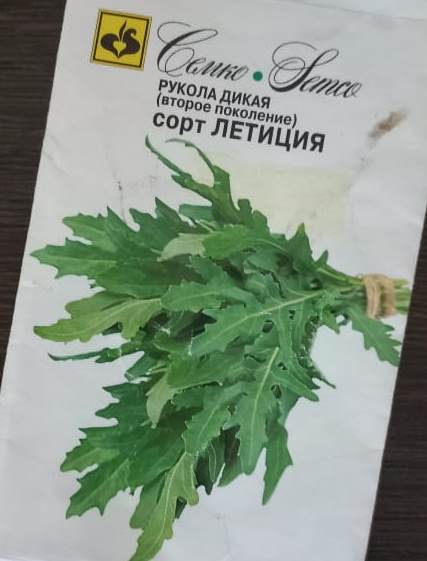 Семко • Semco
РУКОЛА ДИКАЯ
(второе поколение)
сорт ЛЕТИЦИЯ